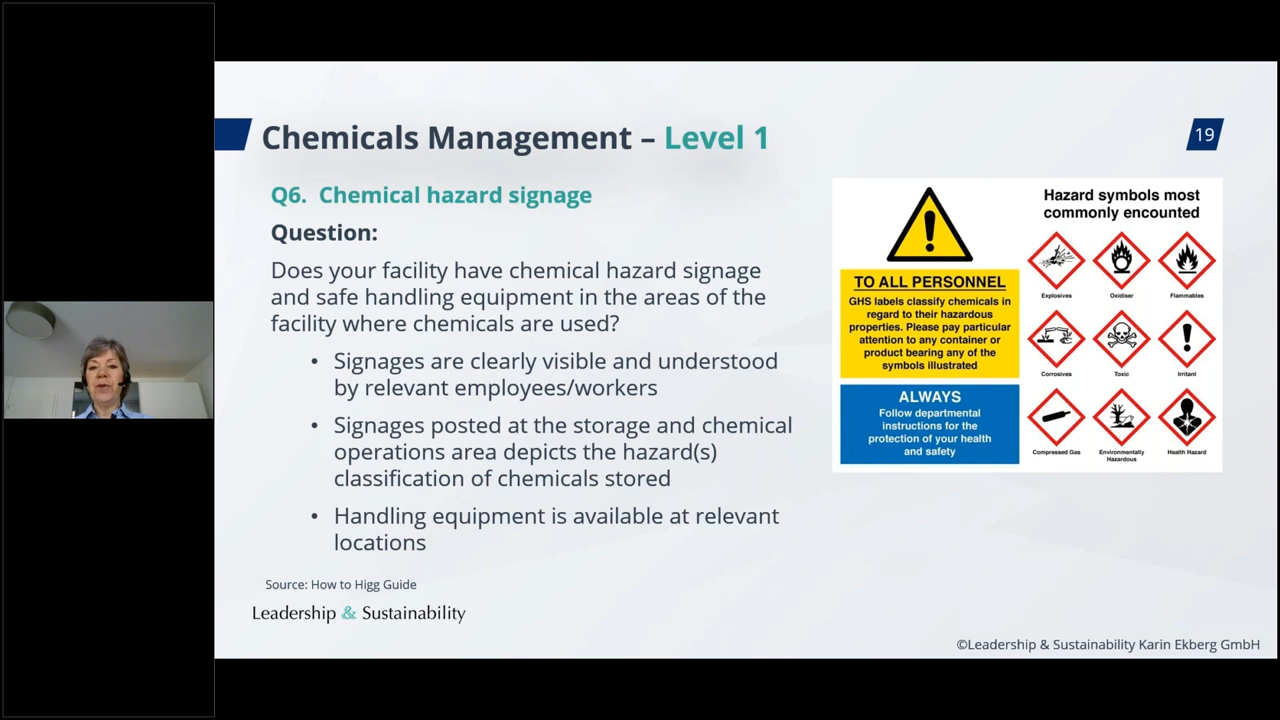 Chemicals Management – Level 1
19
Q6. Chemical hazard signage
Question:
Does your facility have chemical hazard signage
and safe handling equipment in the areas of the
facility where chemicals are used?
• Signages are clearly visible and understood
by relevant employees/workers
• Signages posted at the storage and chemical
operations area depicts the hazard(s)
classification of chemicals stored
• Handling equipment is available at relevant
locations
TO ALL PERSONNEL
GHS labels classify chemicals in
regard to their hazardous
properties. Please pay particular
attention to any container or
product bearing any of the
symbols illustrated
ALWAYS
Follow departmental
instructions for the
protection of your health
and safety
Hazard symbols most
commonly encounted
Explosives
Oxidiser
Flammables
Corrosives
Toxic
Irritant
Compressed Gas
Environmentally
Hazardous
Health Hazard
Source: How to Higg Guide
Leadership & Sustainability
©Leadership & Sustainability Karin Ekberg GmbH